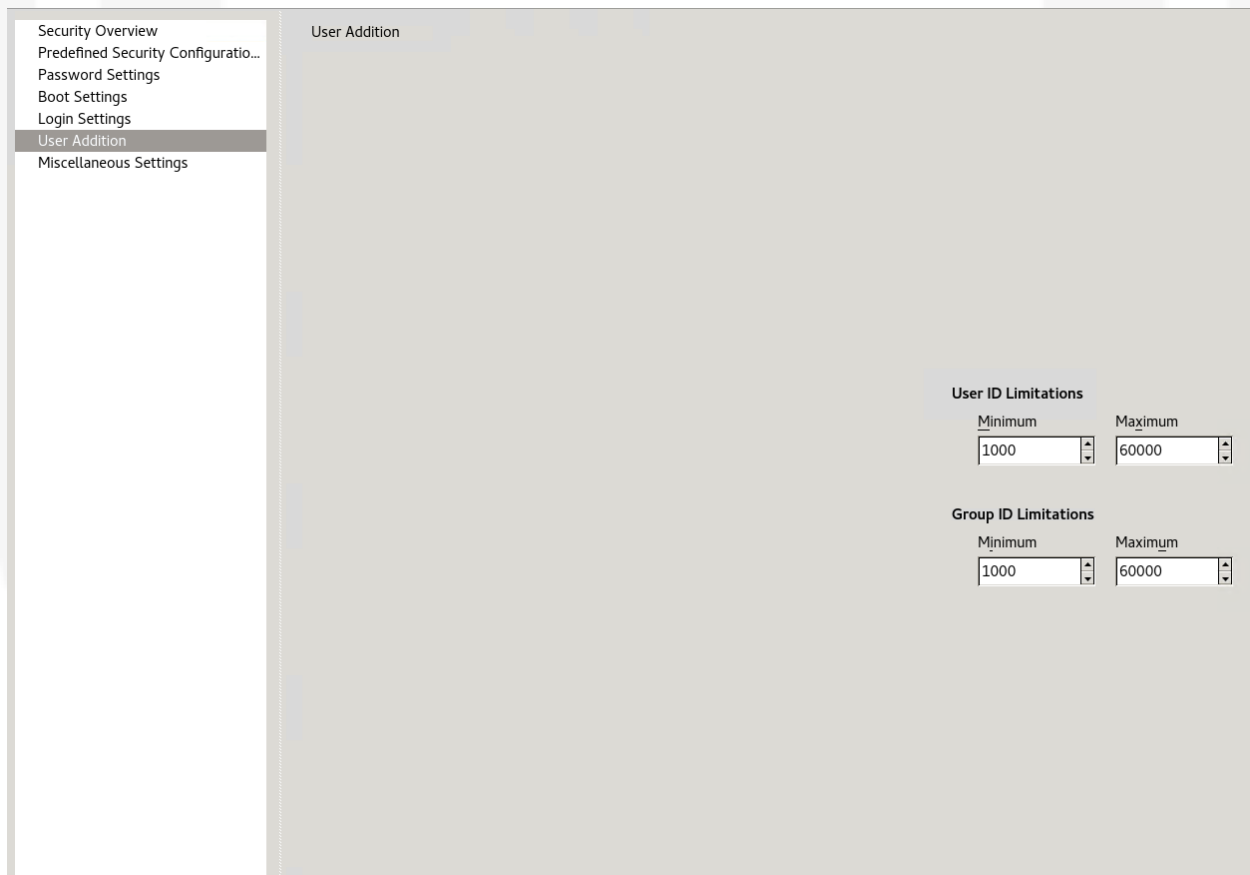 Security Overview
Predefined Security Configuratio...
Password Settings
Boot Settings
Login Settings
User Addition
Miscellaneous Settings
User Addition
User ID Limitations
Minimum Maximum
1000 60000
Group ID Limitations
Minimum Maximum
1000 60000